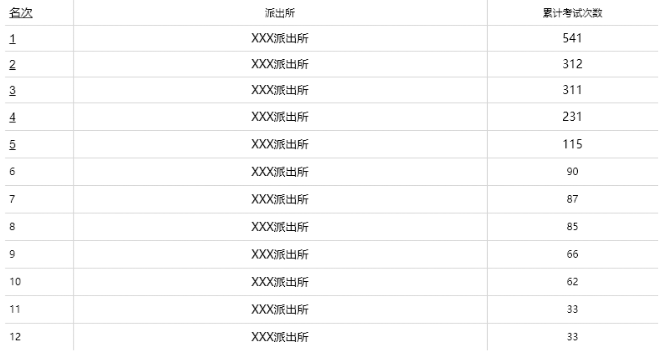 名次 派出所 累计考试次数
1 XXX派出所 541
2 XXX派出所 312
3 XXX派出所 311
4 XXX派出所 231
5 XXX派出所 115
6 XXX派出所 90
7 XXX派出所 87
8 XXX派出所 85
9 XXX派出所 66
10 XXX派出所 62
11 XXX派出所 33
12 XXX派出所 33